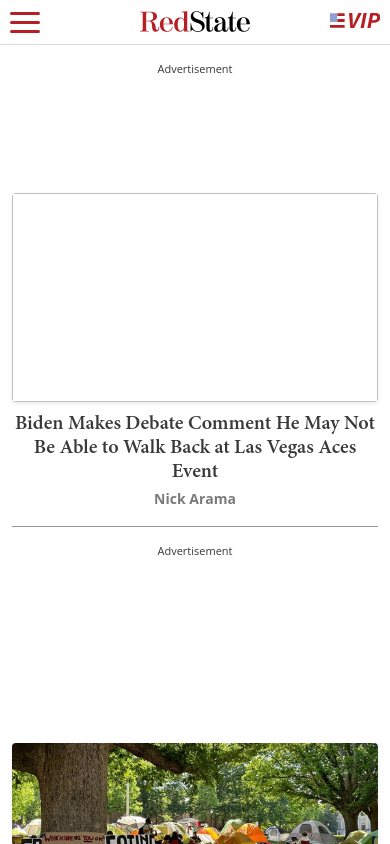 RedState
VIP
Advertisement
Biden Makes Debate Comment He May Not
Be Able to Walk Back at Las Vegas Aces
Event
Nick Arama
Advertisement